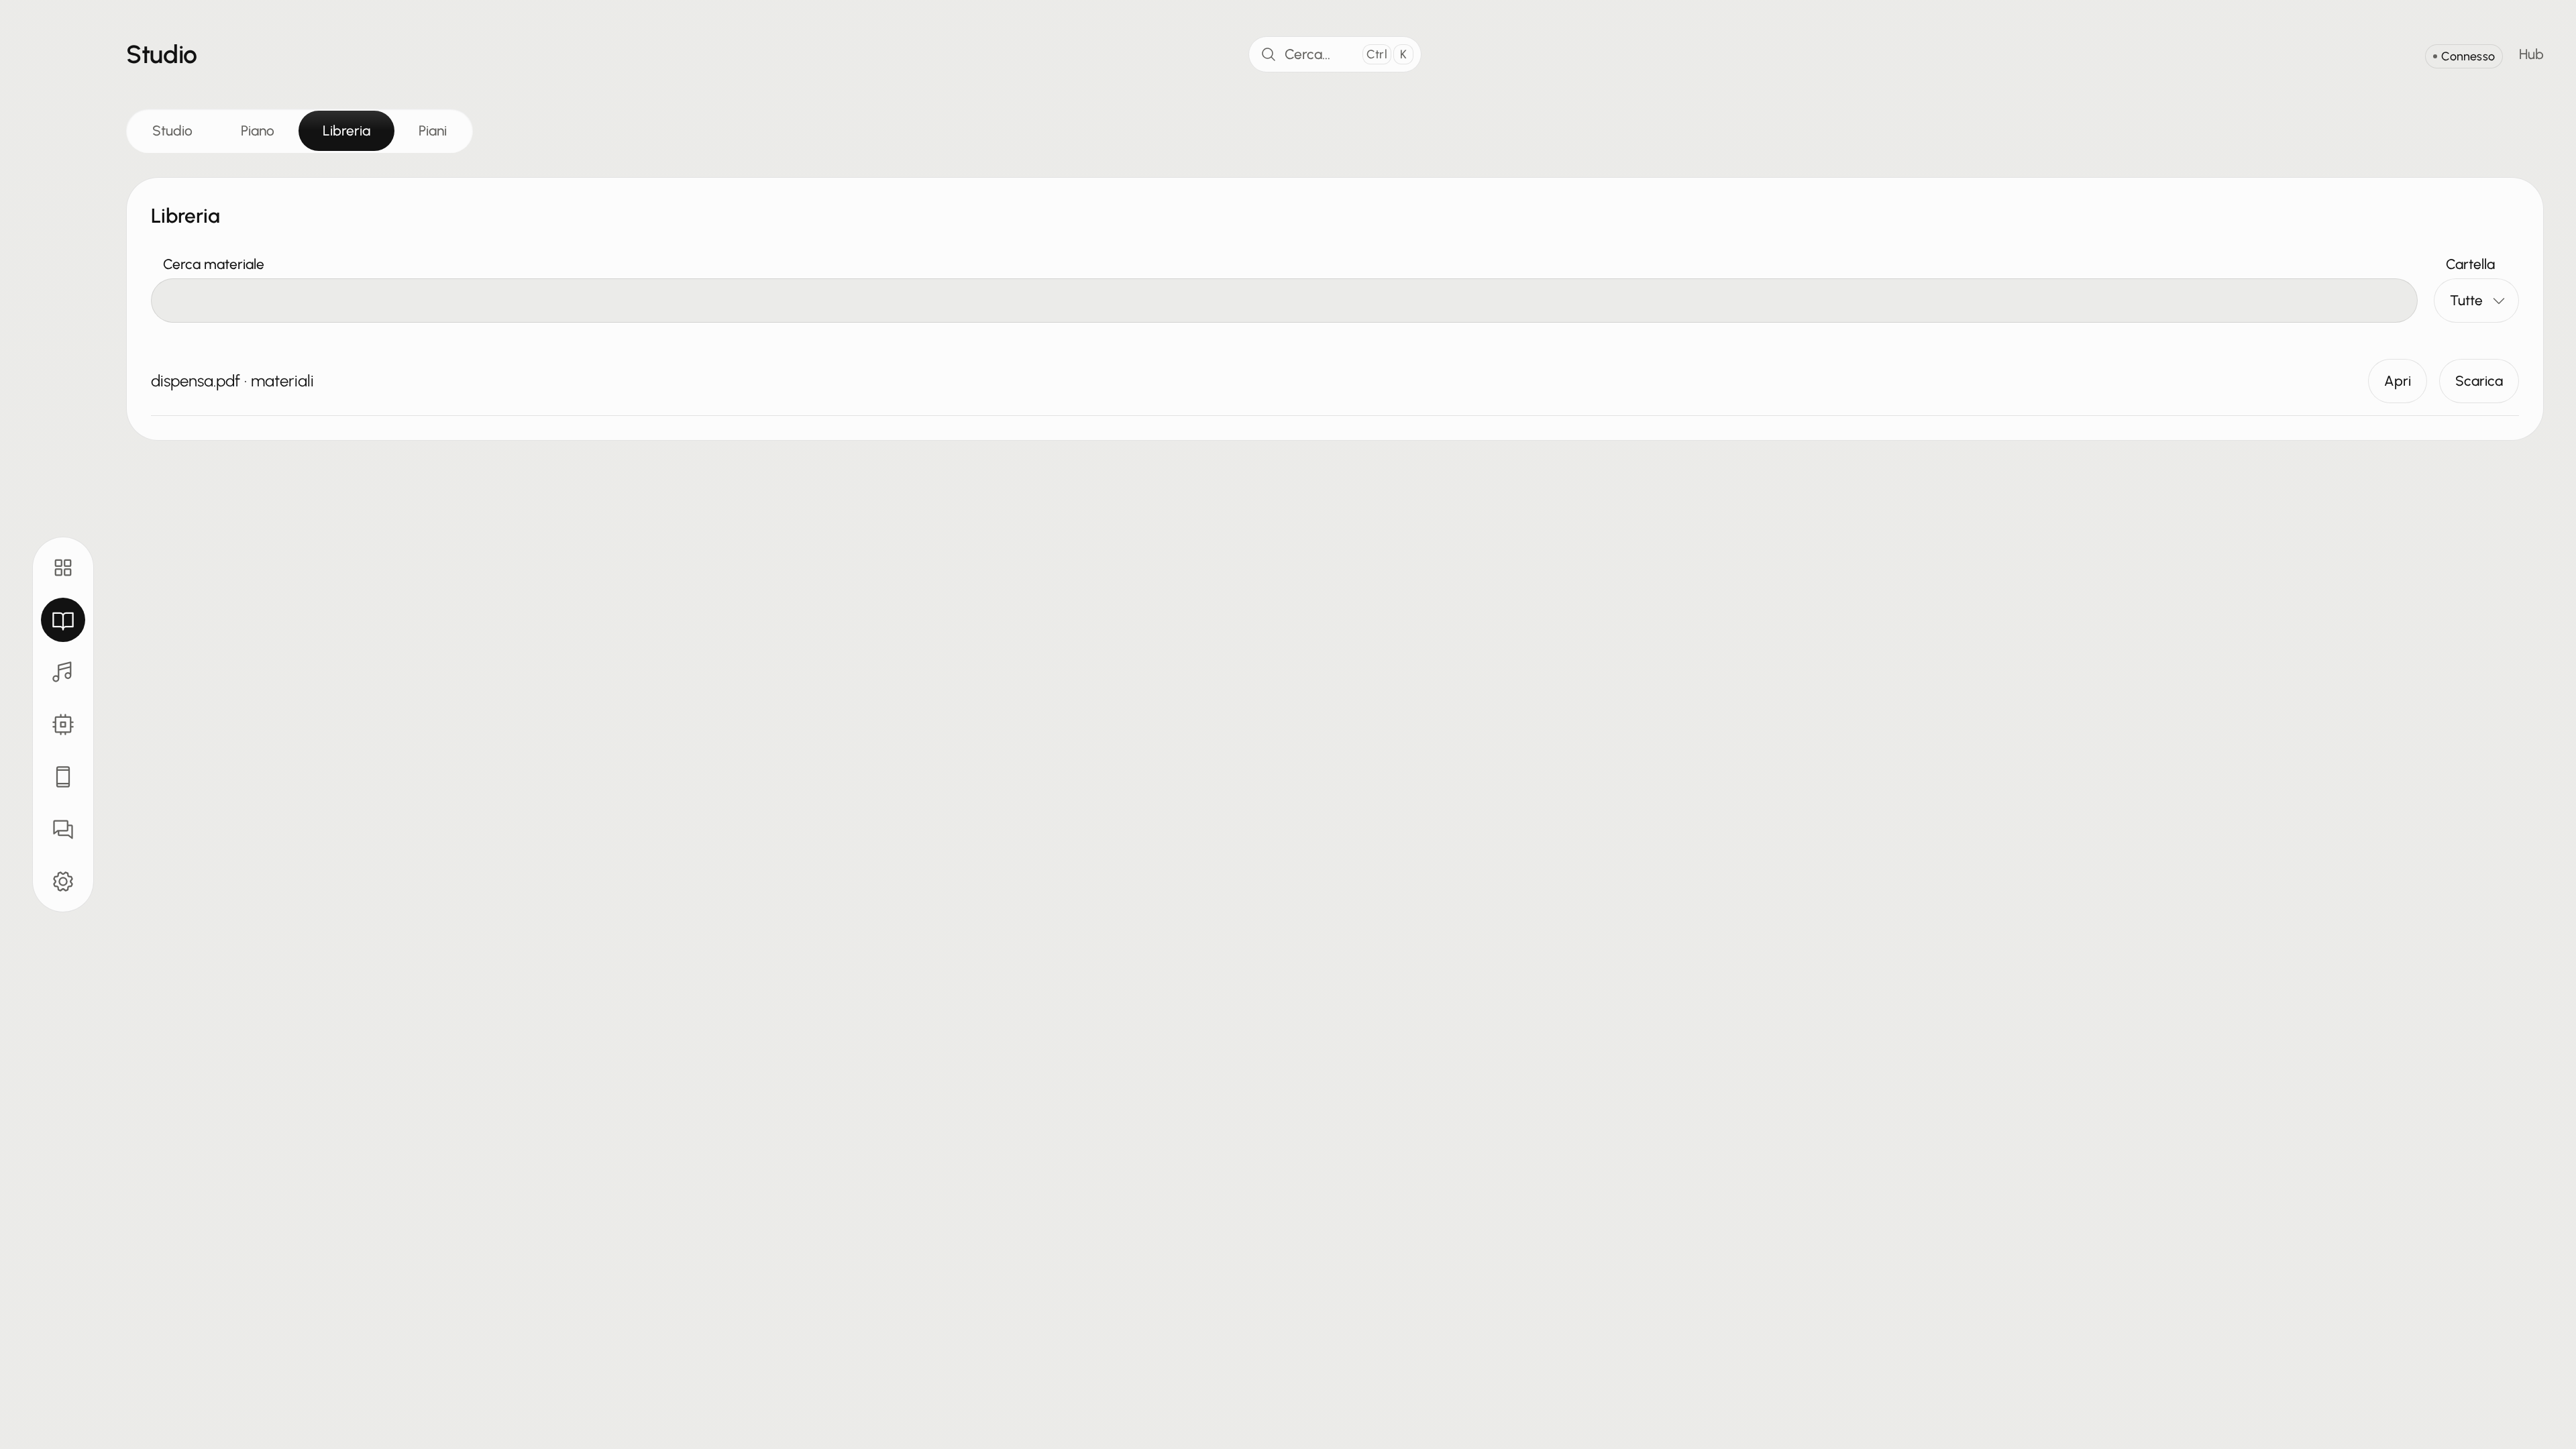 Studio
Cerca... Ctrl K
Connesso
Hub
Studio Piano Libreria Piani
Libreria
Cerca materiale
Cartella
Tutte
dispensa.pdf · materiali
Apri Scarica